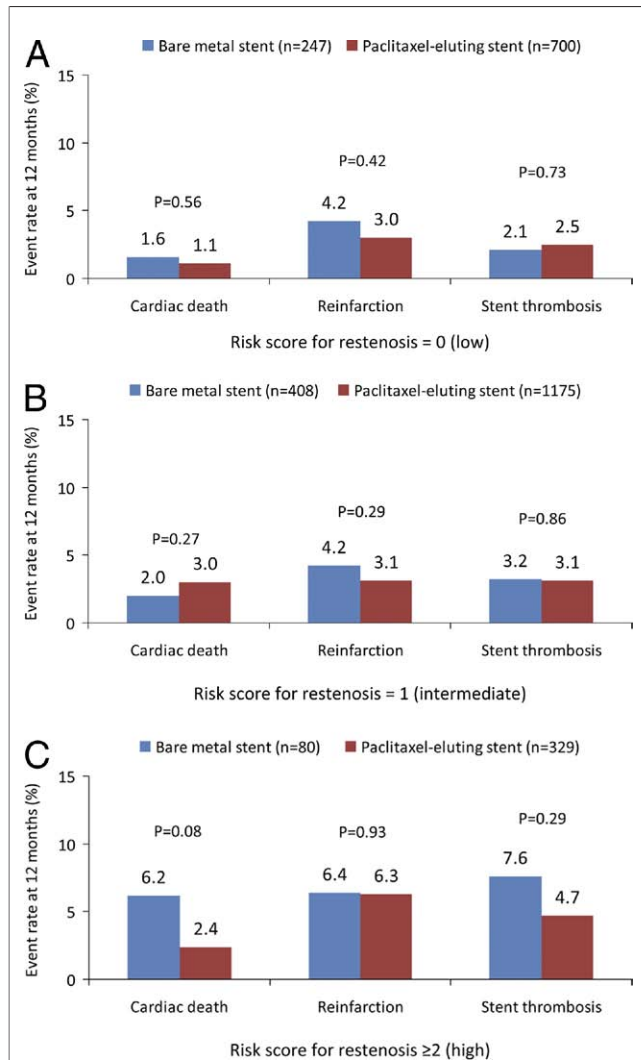 A
Bare metal stent (n=247) Paclitaxel-eluting stent (n=700)
Event rate at 12 months (%)
15
10
5
0
P=0.56
P=0.42
P=0.73
1.6 1.1
4.2 3.0
2.1 2.5
Cardiac death Reinfarction Stent thrombosis
Risk score for restenosis = 0 (low)
B
Bare metal stent (n=408) Paclitaxel-eluting stent (n=1175)
Event rate at 12 months (%)
15
10
5
0
P=0.27
P=0.29
P=0.86
2.0 3.0
4.2 3.1
3.2 3.1
Cardiac death Reinfarction Stent thrombosis
Risk score for restenosis = 1 (intermediate)
C
Bare metal stent (n=80) Paclitaxel-eluting stent (n=329)
Event rate at 12 months (%)
15
10
5
0
P=0.08
P=0.93
P=0.29
6.2 2.4
6.4 6.3
7.6 4.7
Cardiac death Reinfarction Stent thrombosis
Risk score for restenosis ≥2 (high)